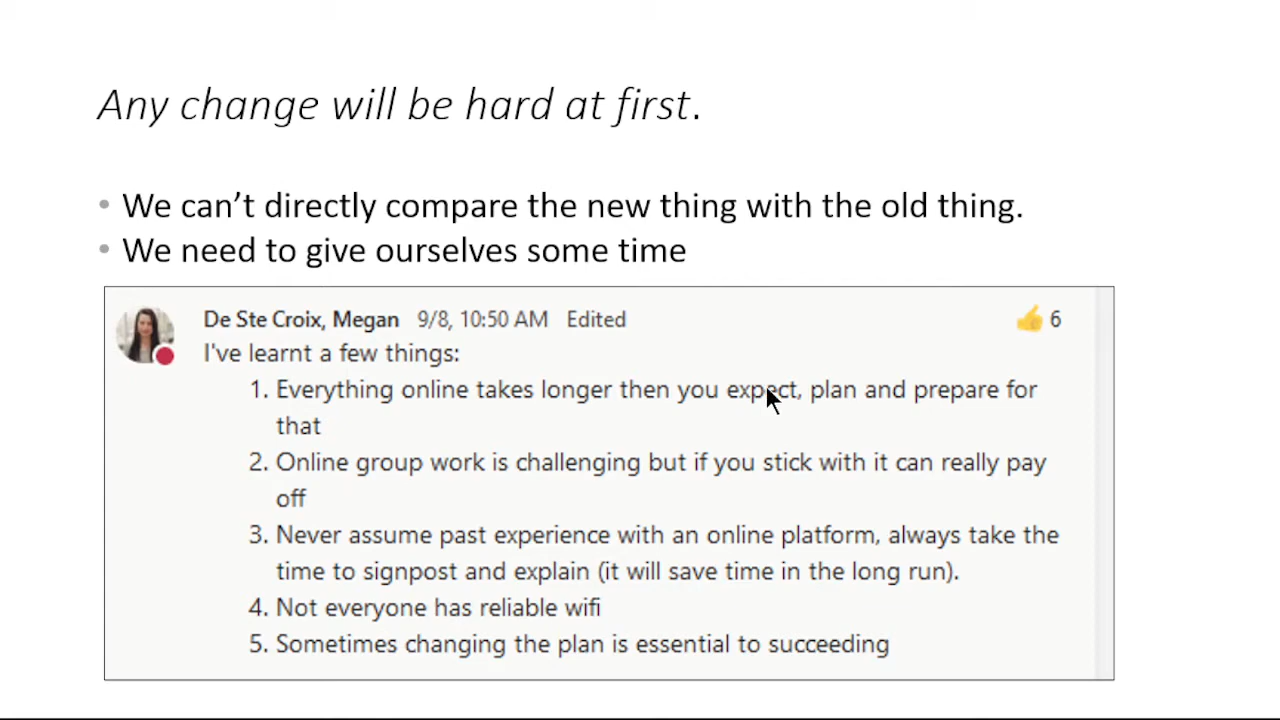 Any change will be hard at first.
• We can’t directly compare the new thing with the old thing.
• We need to give ourselves some time
De Ste Croix, Megan 9/8, 10:50 AM Edited 👍 6
I've learnt a few things:
1. Everything online takes longer then you expect, plan and prepare for
that
2. Online group work is challenging but if you stick with it can really pay
off
3. Never assume past experience with an online platform, always take the
time to signpost and explain (it will save time in the long run).
4. Not everyone has reliable wifi
5. Sometimes changing the plan is essential to succeeding